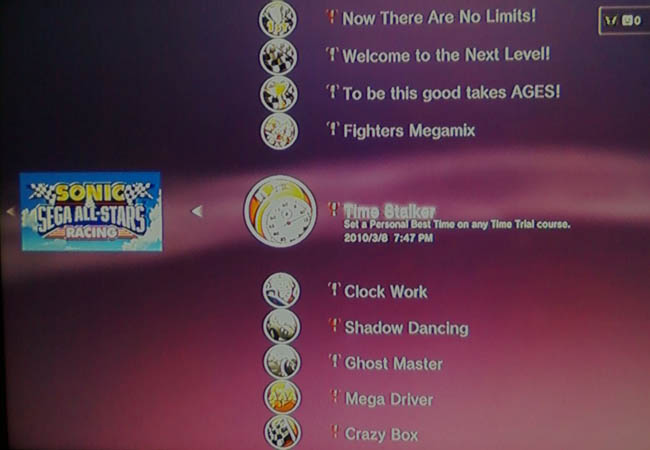 Now There Are No Limits!
0
Welcome to the Next Level!
To be this good takes AGES!
Fighters Megamix
SONIC
& SEGA ALL-STARS
RACING
Time Stalker
Set a Personal Best Time on any Time Trial course.
2010/3/8 7:47 PM
Clock Work
Shadow Dancing
Ghost Master
Mega Driver
Crazy Box